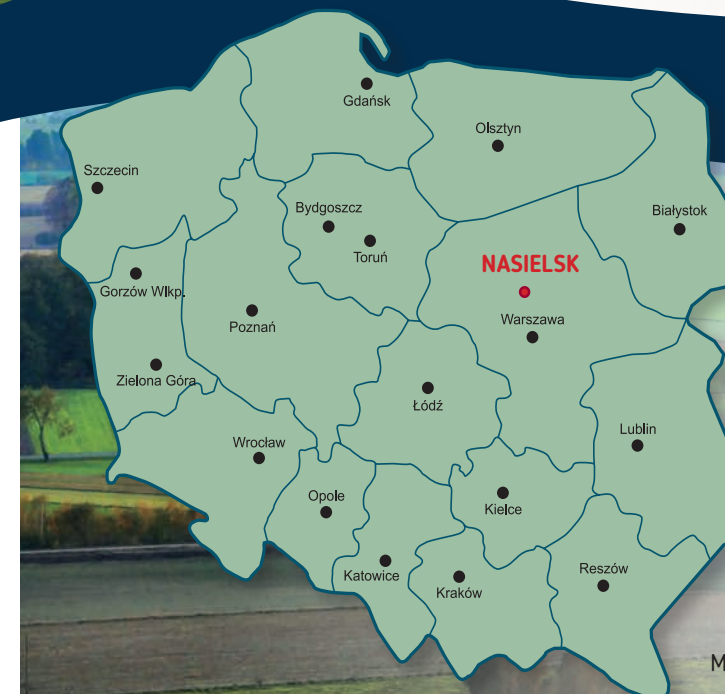 Gdańsk
Olsztyn
Szczecin
Bydgoszcz
Białystok
Toruń
NASIELSK
Gorzów Wlkp.
Warszawa
Poznań
Zielona Góra
Łódź
Lublin
Wrocław
Opole
Kielce
Katowice
Reszów
Kraków
M